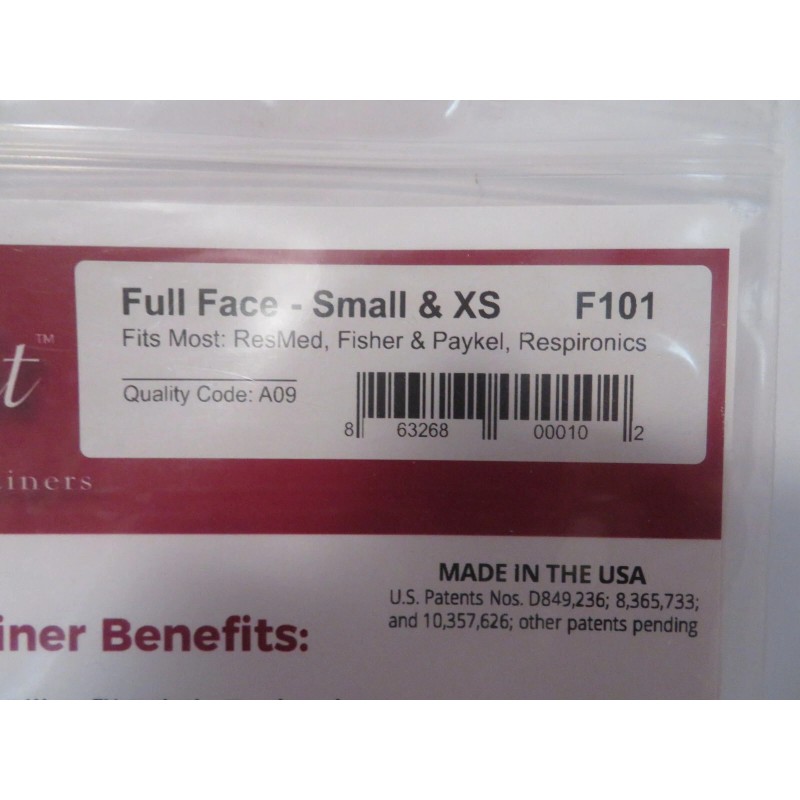 Full Face - Small & XS F101
Fits Most: ResMed, Fisher & Paykel, Respironics
Quality Code: A09
8 63268 00010 2
t™
iners
MADE IN THE USA
U.S. Patents Nos. D849,236; 8,365,733;
and 10,357,626; other patents pending
iner Benefits: